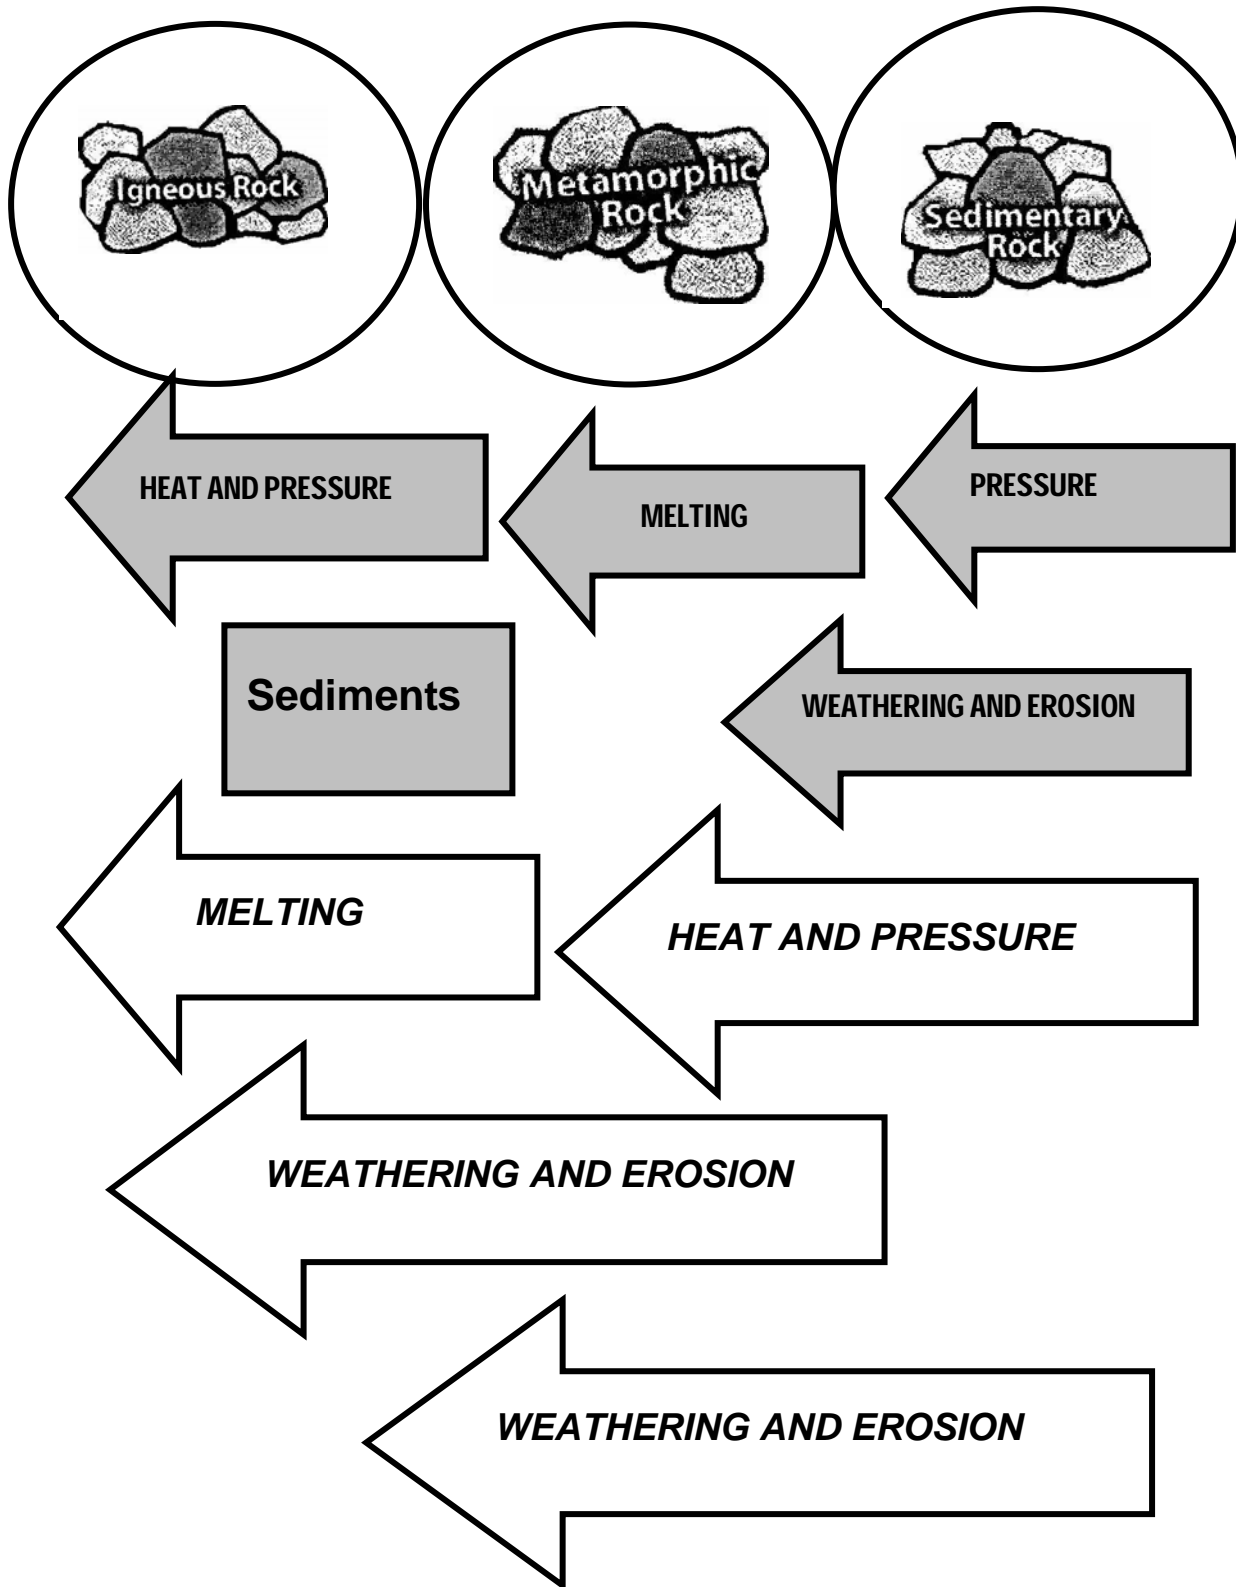 Igneous Rock
Metamorphic
Rock
Sedimentary
Rock
HEAT AND PRESSURE
MELTING
PRESSURE
Sediments
WEATHERING AND EROSION
MELTING
HEAT AND PRESSURE
WEATHERING AND EROSION
WEATHERING AND EROSION